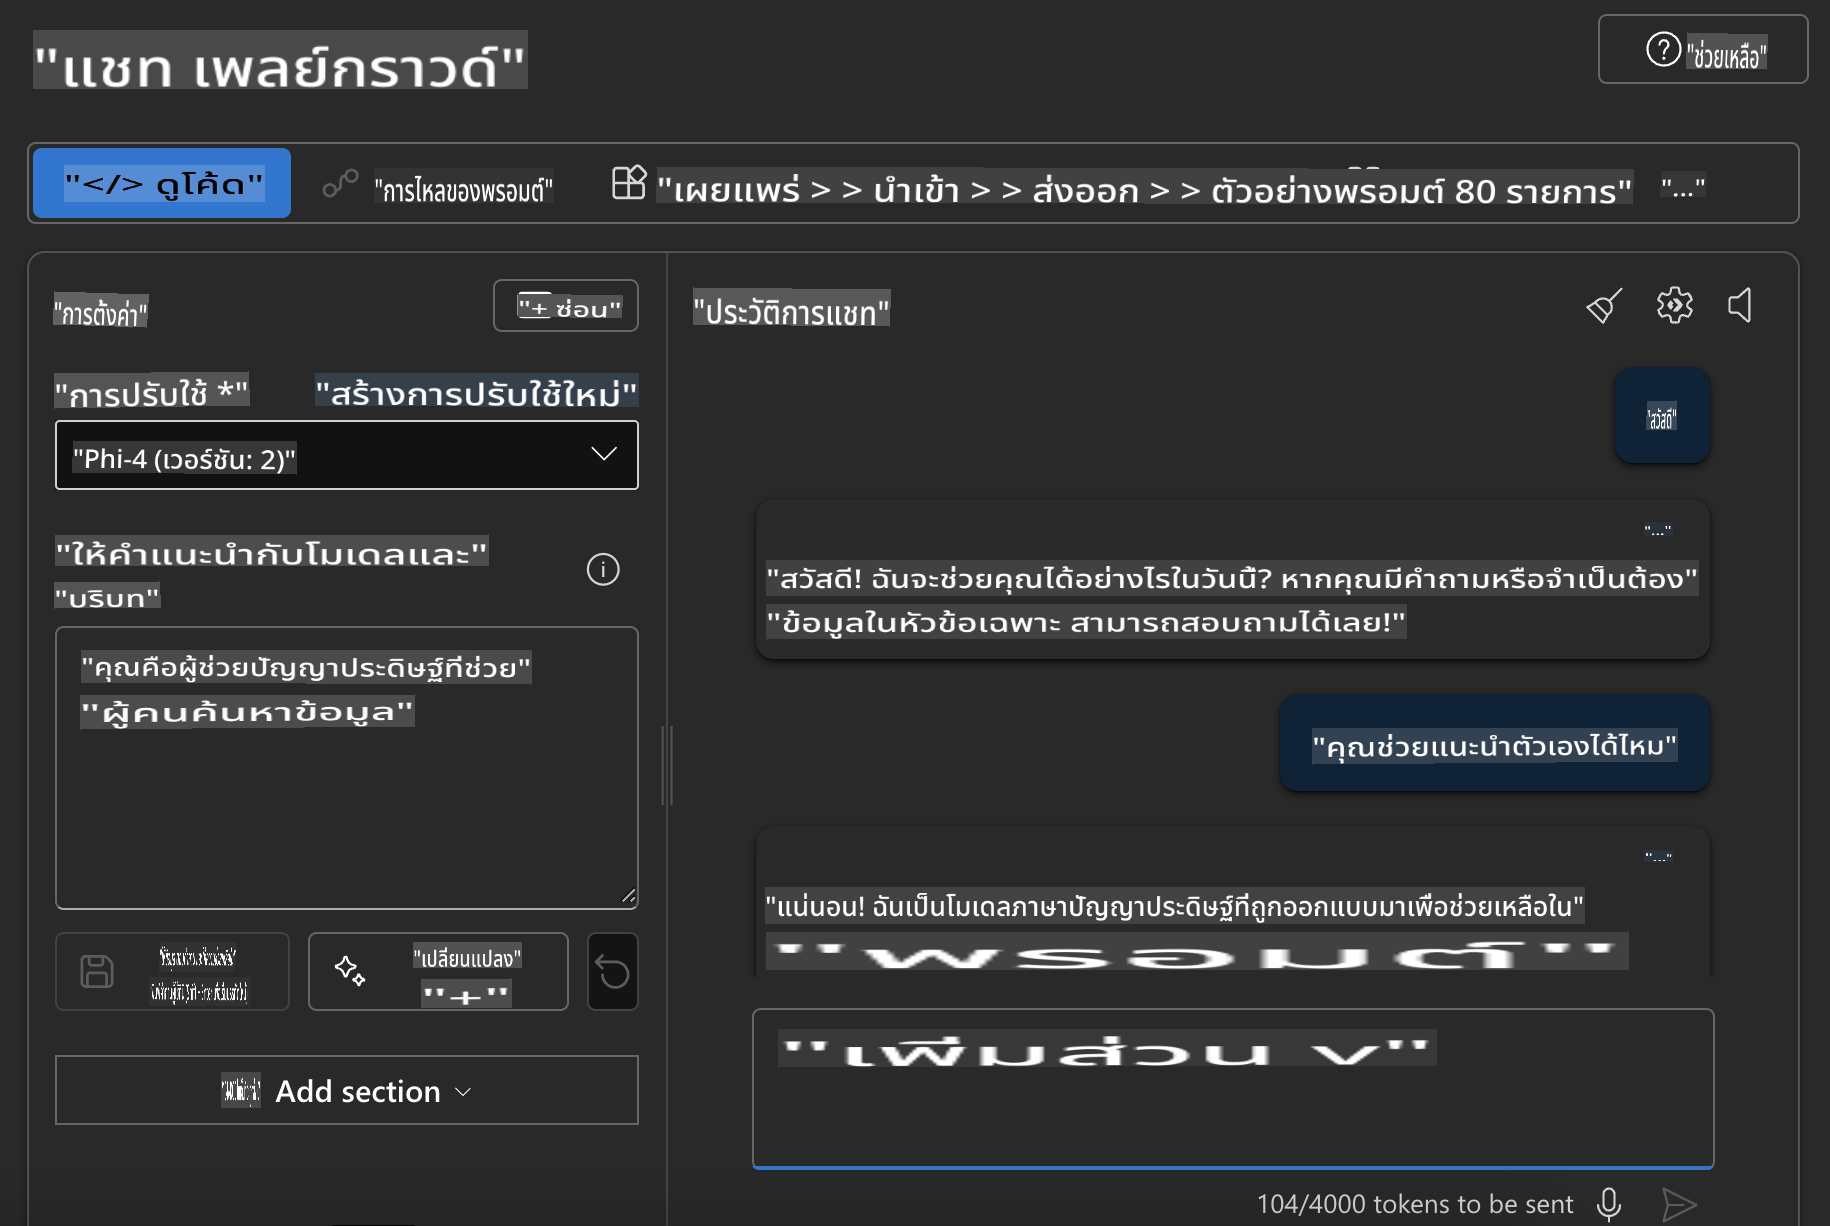 "แชท เพลย์กราวด์"
"ช่วยเหลือ"
"</> ดูโค้ด"
"การไหลของพรอมต์"
"เผยแพร่ > > นำเข้า > > ส่งออก > > ตัวอย่างพรอมต์ 80 รายการ"
"..."
"การตั้งค่า"
"+ ซ่อน"
"การปรับใช้ *"
"สร้างการปรับใช้ใหม่"
"Phi-4 (เวอร์ชัน: 2)"
"ให้คำแนะนำกับโมเดลและ"
"บริบท"
"คุณคือผู้ช่วยปัญญาประดิษฐ์ที่ช่วย"
"ผู้คนค้นหาข้อมูล"
"เปลี่ยนแปลง"
"+"
Add section
"ประวัติการแชท"
"สวัสดี"
"..."
"สวัสดี! ฉันจะช่วยคุณได้อย่างไรในวันนี้? หากคุณมีคำถามหรือจำเป็นต้อง"
"ข้อมูลในหัวข้อเฉพาะ สามารถสอบถามได้เลย!"
"คุณช่วยแนะนำตัวเองได้ไหม"
"..."
"แน่นอน! ฉันเป็นโมเดลภาษาปัญญาประดิษฐ์ที่ถูกออกแบบมาเพื่อช่วยเหลือใน"
"พรอมต์"
"เพิ่มส่วน v"
104/4000 tokens to be sent